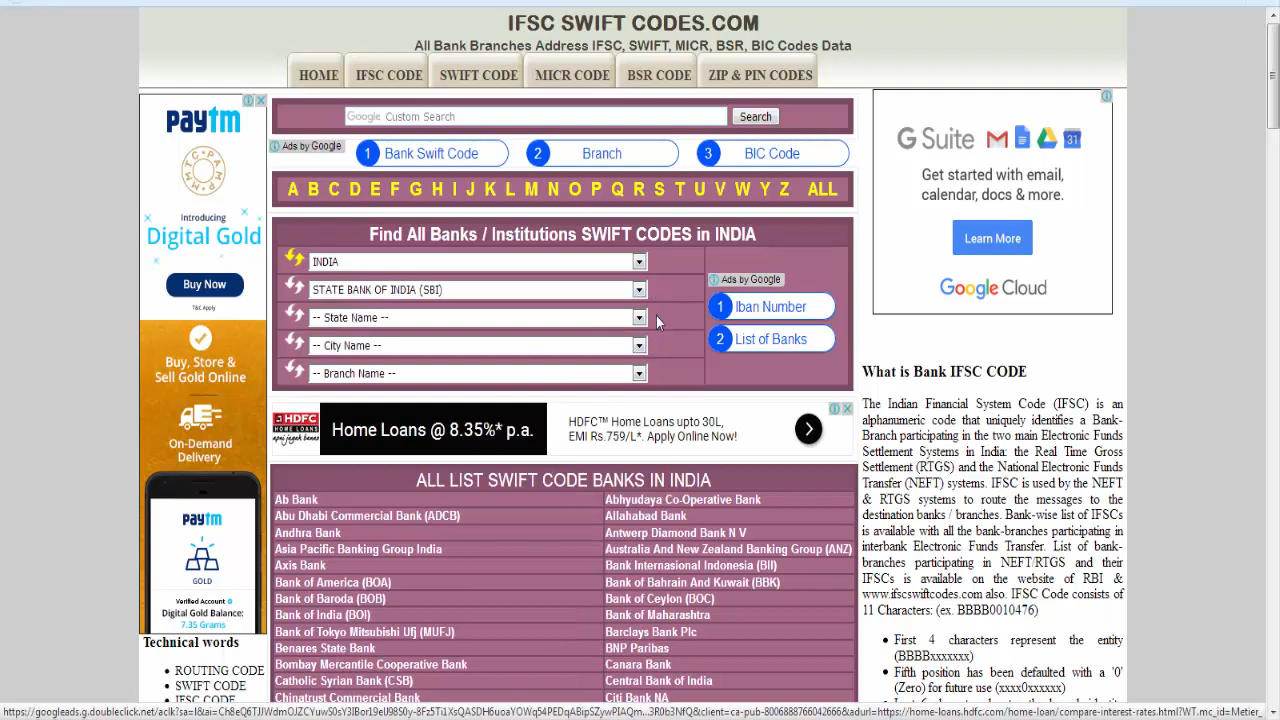 IFSC SWIFT CODES.COM
All Bank Branches Address IFSC, SWIFT, MICR, BSR, BIC Codes Data
HOME
IFSC CODE
SWIFT CODE
MICR CODE
BSR CODE
ZIP & PIN CODES
paytm
Introducing
Digital Gold
Buy Now
T&C Apply
Buy, Store &
Sell Gold Online
On-Demand
Delivery
paytm
GOLD
Verified Account
Digital Gold Balance:
7.35 Grams
Technical words
ROUTING CODE
SWIFT CODE
IFSC CODE
Google Custom Search
Search
Ads by Google
1 Bank Swift Code
2 Branch
3 BIC Code
A B C D E F G H I J K L M N O P Q R S T U V W Y Z ALL
Find All Banks / Institutions SWIFT CODES in INDIA
INDIA
STATE BANK OF INDIA (SBI)
-- State Name --
-- City Name --
-- Branch Name --
Ads by Google
1 Iban Number
2 List of Banks
HDFC
HOME LOANS
apni jagah banao
Home Loans @ 8.35%* p.a.
HDFC™ Home Loans upto 30L,
EMI Rs.759/L*. Apply Online Now!
ALL LIST SWIFT CODE BANKS IN INDIA
Ab Bank
Abhyudaya Co-Operative Bank
Abu Dhabi Commercial Bank (ADCB)
Allahabad Bank
Andhra Bank
Antwerp Diamond Bank N V
Asia Pacific Banking Group India
Australia And New Zealand Banking Group (ANZ)
Axis Bank
Bank Internasional Indonesia (BII)
Bank of America (BOA)
Bank of Bahrain And Kuwait (BBK)
Bank of Baroda (BOB)
Bank of Ceylon (BOC)
Bank of India (BOI)
Bank of Maharashtra
Bank of Tokyo Mitsubishi Ufj (MUFJ)
Barclays Bank Plc
Benares State Bank
BNP Paribas
Bombay Mercantile Cooperative Bank
Canara Bank
Catholic Syrian Bank (CSB)
Central Bank of India
Chinatrust Commercial Bank
Citi Bank NA
G Suite
31
Get started with email,
calendar, docs & more.
Learn More
Google Cloud
What is Bank IFSC CODE
The Indian Financial System Code (IFSC) is an
alphanumeric code that uniquely identifies a Bank-
Branch participating in the two main Electronic Funds
Settlement Systems in India: the Real Time Gross
Settlement (RTGS) and the National Electronic Funds
Transfer (NEFT) systems. IFSC is used by the NEFT
& RTGS systems to route the messages to the
destination banks / branches. Bank-wise list of IFSCs
is available with all the bank-branches participating in
interbank Electronic Funds Transfer. List of bank-
branches participating in NEFT/RTGS and their
IFSCs is available on the website of RBI &
www.ifscswiftcodes.com also. IFSC Code consists of
11 Characters: (ex. BBBB0010476)
First 4 characters represent the entity
(BBBBxxxxxxx)
Fifth position has been defaulted with a '0'
(Zero) for future use (xxxx0xxxxxx)